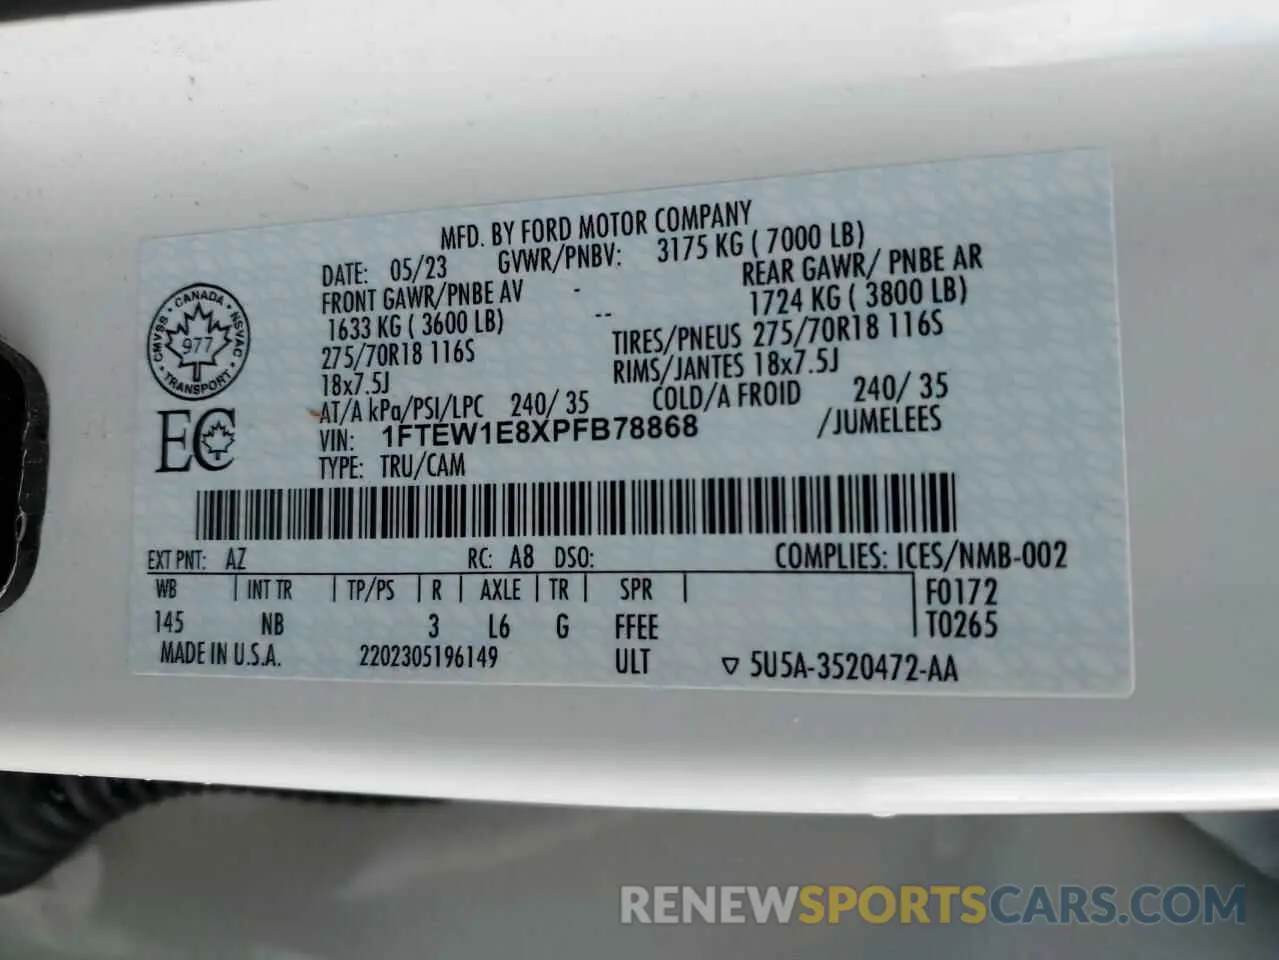 MFD. BY FORD MOTOR COMPANY
DATE: 05/23 GVWR/PNBV: 3175 KG ( 7000 LB)
FRONT GAWR/PNBE AV - REAR GAWR/ PNBE AR
1633 KG ( 3600 LB) -- 1724 KG ( 3800 LB)
275/70R18 116S TIRES/PNEUS 275/70R18 116S
18x7.5J RIMS/JANTES 18x7.5J
AT/A kPa/PSI/LPC 240/ 35 COLD/A FROID 240/ 35
VIN: 1FTEW1E8XPFB78868 /JUMELEES
TYPE: TRU/CAM
CANADA
CMVSS NSVAC
977
TRANSPORT
EC
EXT PNT: AZ RC: A8 DSO: COMPLIES: ICES/NMB-002
WB | INT TR | TP/PS | R | AXLE | TR | SPR | F0172
145 NB 3 L6 G FFEE T0265
MADE IN U.S.A. 2202305196149 ULT ▽ 5U5A-3520472-AA
RENEWSPORTSCARS.COM